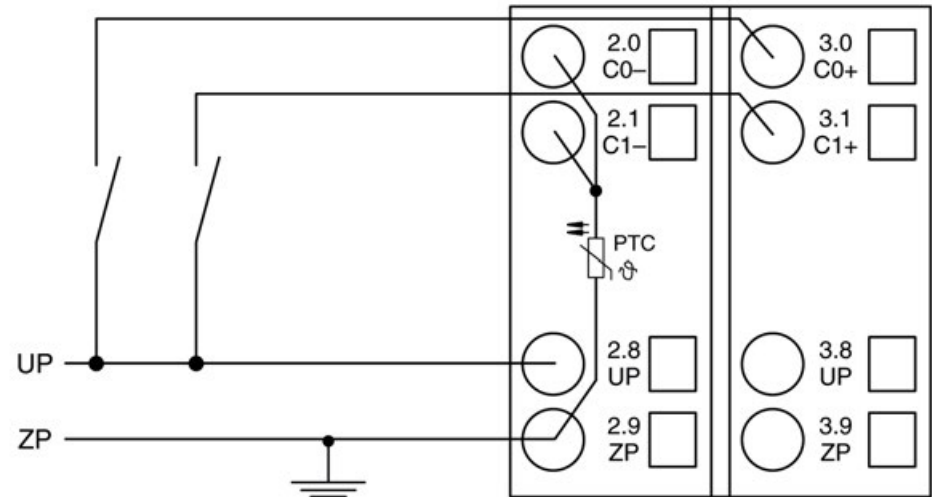 2.0
C0–
3.0
C0+
2.1
C1–
3.1
C1+
PTC
ϑ
UP
2.8
UP
3.8
UP
ZP
2.9
ZP
3.9
ZP